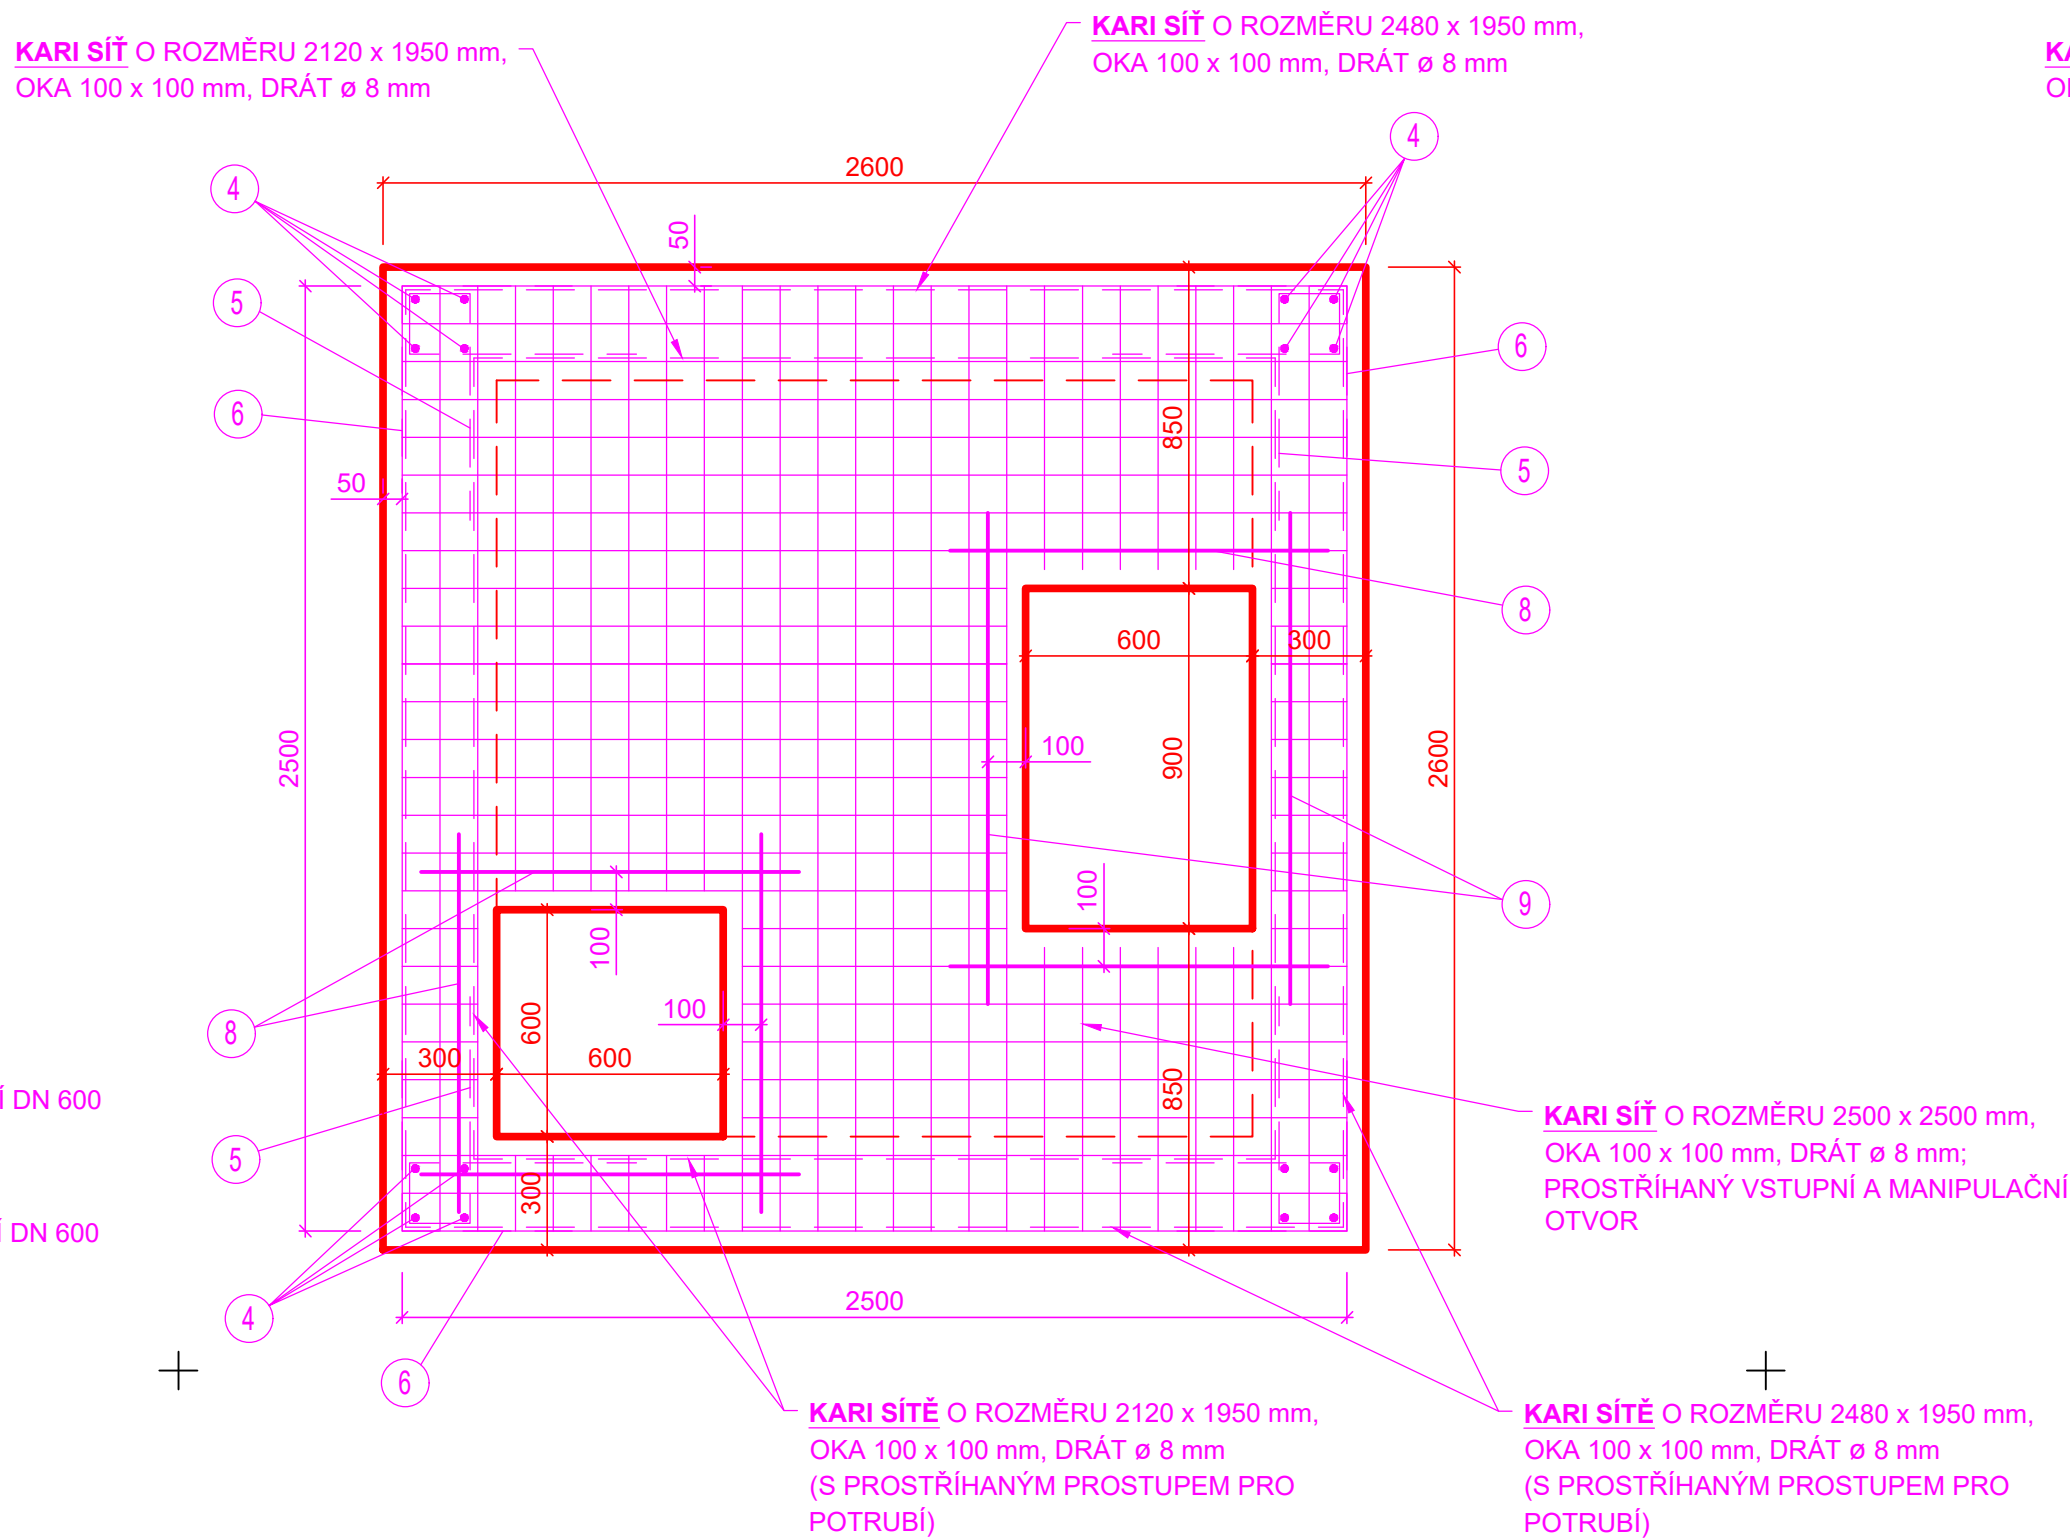 KARI SÍŤ O ROZMĚRU 2120 x 1950 mm,
OKA 100 x 100 mm, DRÁT ø 8 mm
KARI SÍŤ O ROZMĚRU 2480 x 1950 mm,
OKA 100 x 100 mm, DRÁT ø 8 mm
4
4
2600
50
5
6
6
5
850
50
8
600
300
2500
900
2600
100
100
9
100
600
100
8
300
600
850
Í DN 600
5
300
Í DN 600
KARI SÍŤ O ROZMĚRU 2500 x 2500 mm,
OKA 100 x 100 mm, DRÁT ø 8 mm;
PROSTŘÍHANÝ VSTUPNÍ A MANIPULAČNÍ
OTVOR
4
2500
6
KARI SÍTĚ O ROZMĚRU 2120 x 1950 mm,
OKA 100 x 100 mm, DRÁT ø 8 mm
(S PROSTŘÍHANÝM PROSTUPEM PRO
POTRUBÍ)
KARI SÍTĚ O ROZMĚRU 2480 x 1950 mm,
OKA 100 x 100 mm, DRÁT ø 8 mm
(S PROSTŘÍHANÝM PROSTUPEM PRO
POTRUBÍ)